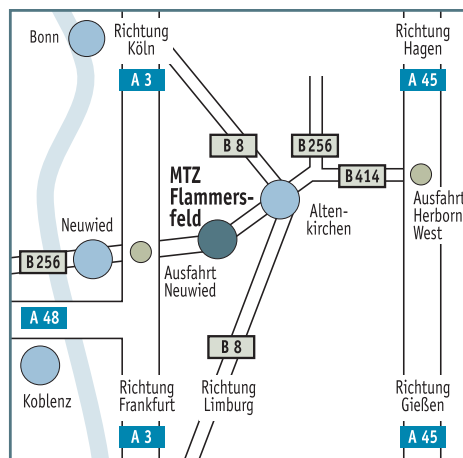 Bonn
Richtung
Köln
A 3
Richtung
Hagen
A 45
B 8
B 256
B 414
MTZ
Flammers-
feld
Alten-
kirchen
Ausfahrt
Herborn
West
Neuwied
B 256
Ausfahrt
Neuwied
A 48
B 8
Koblenz
Richtung
Frankfurt
A 3
Richtung
Limburg
Richtung
Gießen
A 45